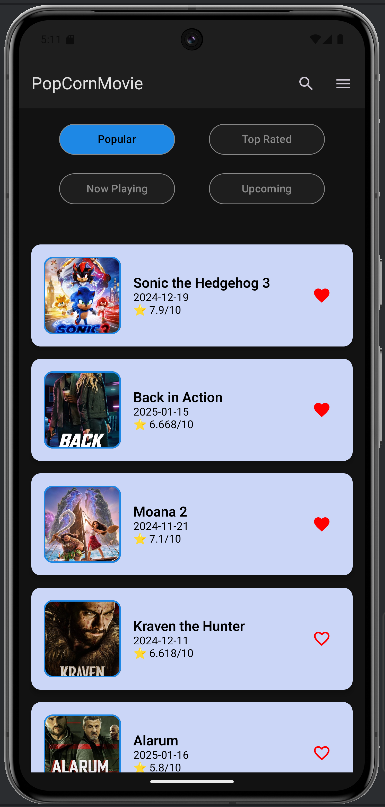 5:11
PopCornMovie
Popular
Top Rated
Now Playing
Upcoming
SONIC
Sonic the Hedgehog 3
2024-12-19
⭐ 7.9/10
BACK
Back in Action
2025-01-15
⭐ 6.668/10
Moana 2
2024-11-21
⭐ 7.1/10
KRAVEN
Kraven the Hunter
2024-12-11
⭐ 6.618/10
ALARUM
Alarum
2025-01-16
⭐ 5.8/10